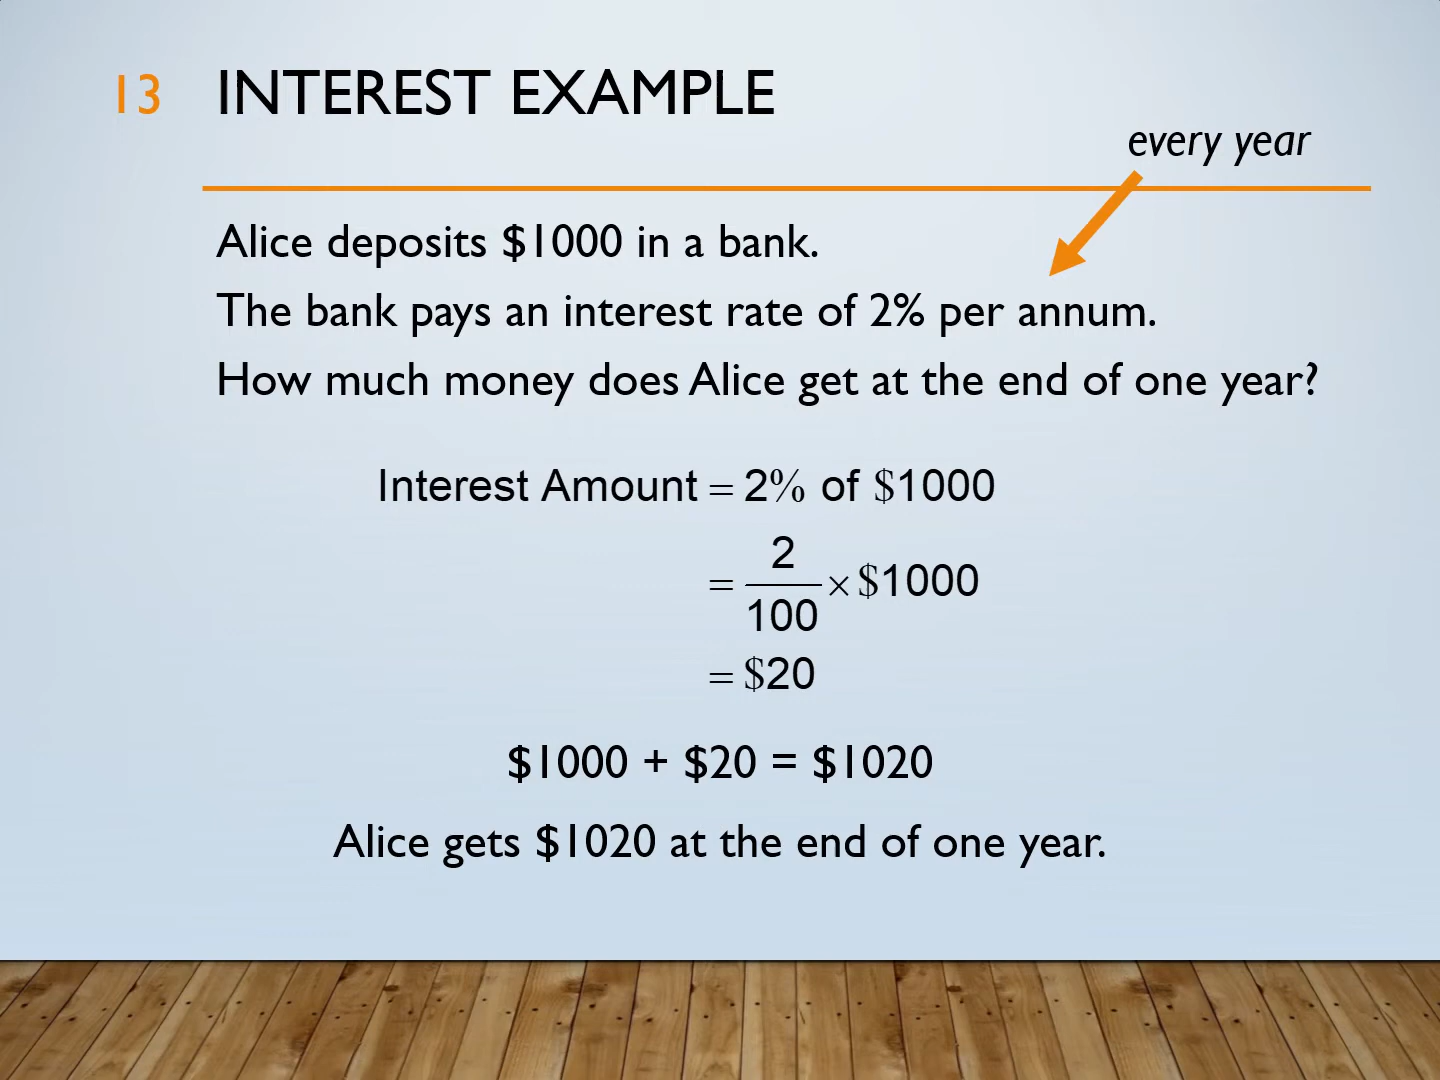 13 INTEREST EXAMPLE
every year
Alice deposits $1000 in a bank.
The bank pays an interest rate of 2% per annum.
How much money does Alice get at the end of one year?
Interest Amount = 2% of $1000
= 2/100 × $1000
= $20
$1000 + $20 = $1020
Alice gets $1020 at the end of one year.